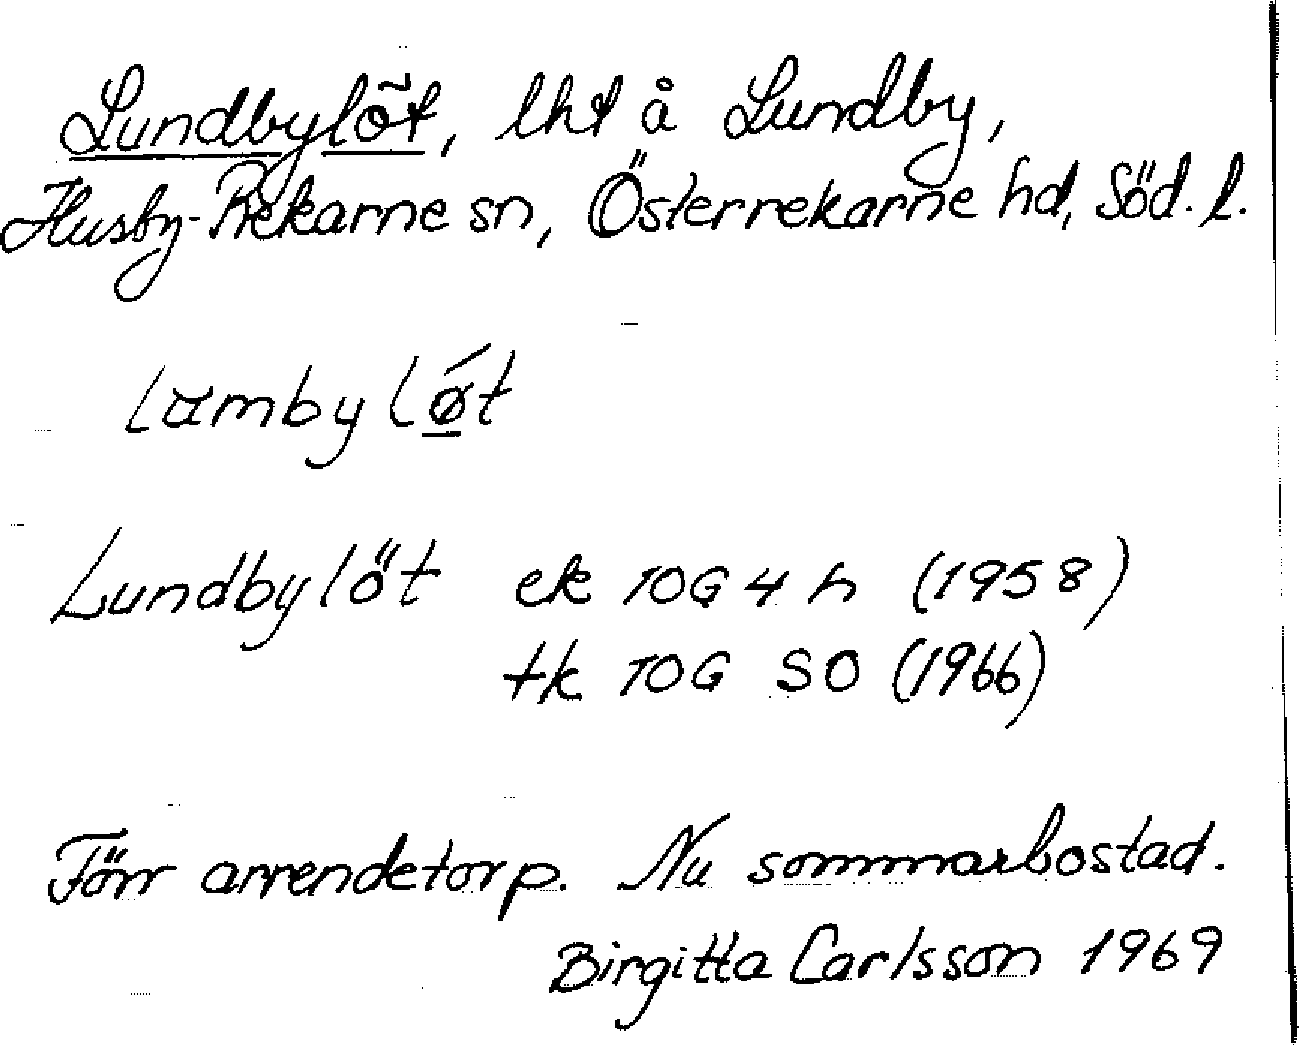 Lundbylöt, lht å Lundby,
Husby-Rekarne sn, Österrekarne hd, Söd. l.
lambyløt
Lundbylöt ek 10G 4 h (1958)
tk 10G SO (1966)
Förr arrendetorp. Nu sommarbostad.
Birgitta Carlsson 1969